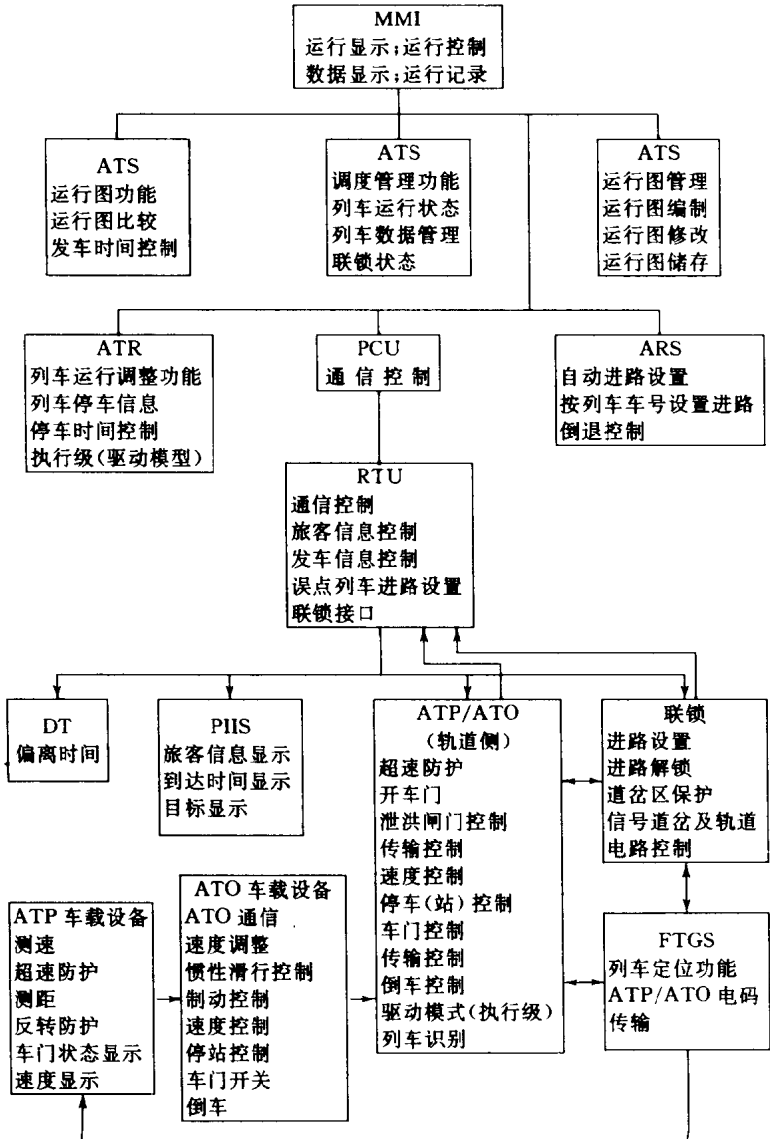 MMI
运行显示;运行控制
数据显示;运行记录
ATS
运行图功能
运行图比较
发车时间控制
ATS
调度管理功能
列车运行状态
列车数据管理
联锁状态
ATS
运行图管理
运行图编制
运行图修改
运行图储存
ATR
列车运行调整功能
列车停车信息
停车时间控制
执行级(驱动模型)
PCU
通信控制
ARS
自动进路设置
按列车车号设置进路
倒退控制
RTU
通信控制
旅客信息控制
发车信息控制
误点列车进路设置
联锁接口
DT
偏离时间
PIIS
旅客信息显示
到达时间显示
目标显示
ATP/ATO
(轨道侧)
超速防护
开车门
泄洪闸门控制
传输控制
速度控制
停车(站)控制
车门控制
传输控制
倒车控制
驱动模式(执行级)
列车识别
联锁
进路设置
进路解锁
道岔区保护
信号道岔及轨道
电路控制
ATP 车载设备
测速
超速防护
测距
反转防护
车门状态显示
速度显示
ATO 车载设备
ATO 通信
速度调整
惯性滑行控制
制动控制
速度控制
停站控制
车门开关
倒车
FTGS
列车定位功能
ATP/ATO 电码
传输